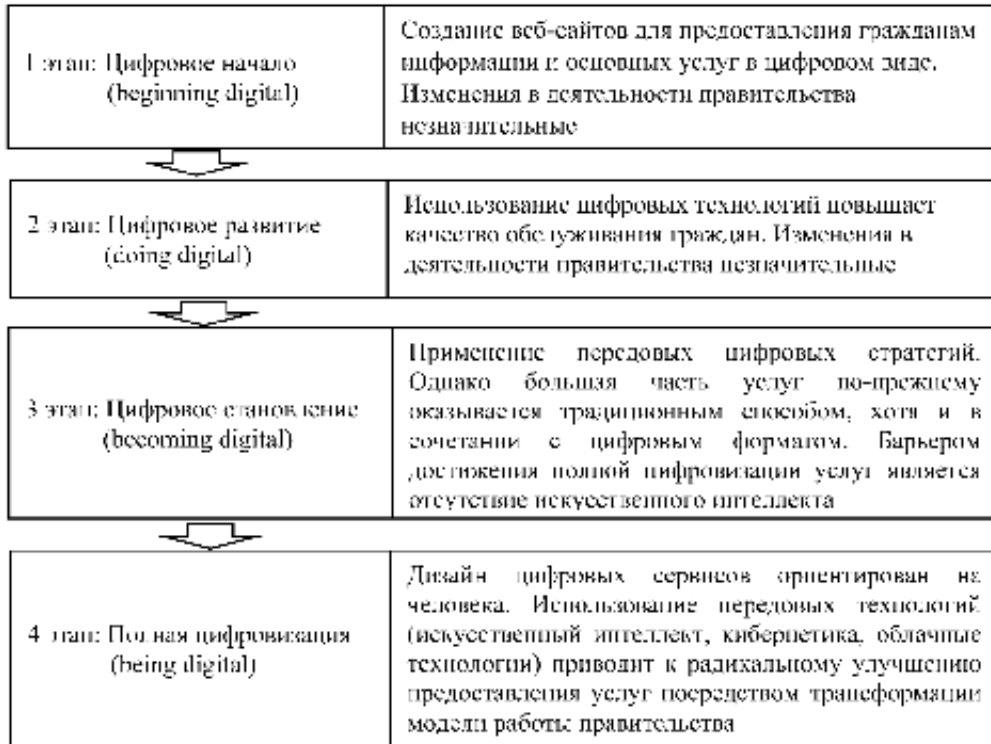 1 этап: Цифровое начало
(beginning digital)
Создание веб-сайтов для предоставления гражданам
информации и основных услуг в цифровом виде.
Изменения в деятельности правительства
незначительные
2 этап: Цифровое развитие
(doing digital)
Использование цифровых технологий повышает
качество обслуживания граждан. Изменения в
деятельности правительства незначительные
3 этап: Цифровое становление
(becoming digital)
Применение передовых цифровых стратегий.
Однако большая часть услуг по-прежнему
оказывается традиционным способом, хотя и в
сочетании с цифровым форматом. Барьером
достижения полной цифровизации услуг является
отсутствие искусственного интеллекта
4 этап: Полная цифровизация
(being digital)
Дизайн цифровых сервисов ориентирован на
человека. Использование передовых технологий
(искусственный интеллект, кибернетика, облачные
технологии) приводит к радикальному улучшению
предоставления услуг посредством трансформации
модели работы правительства